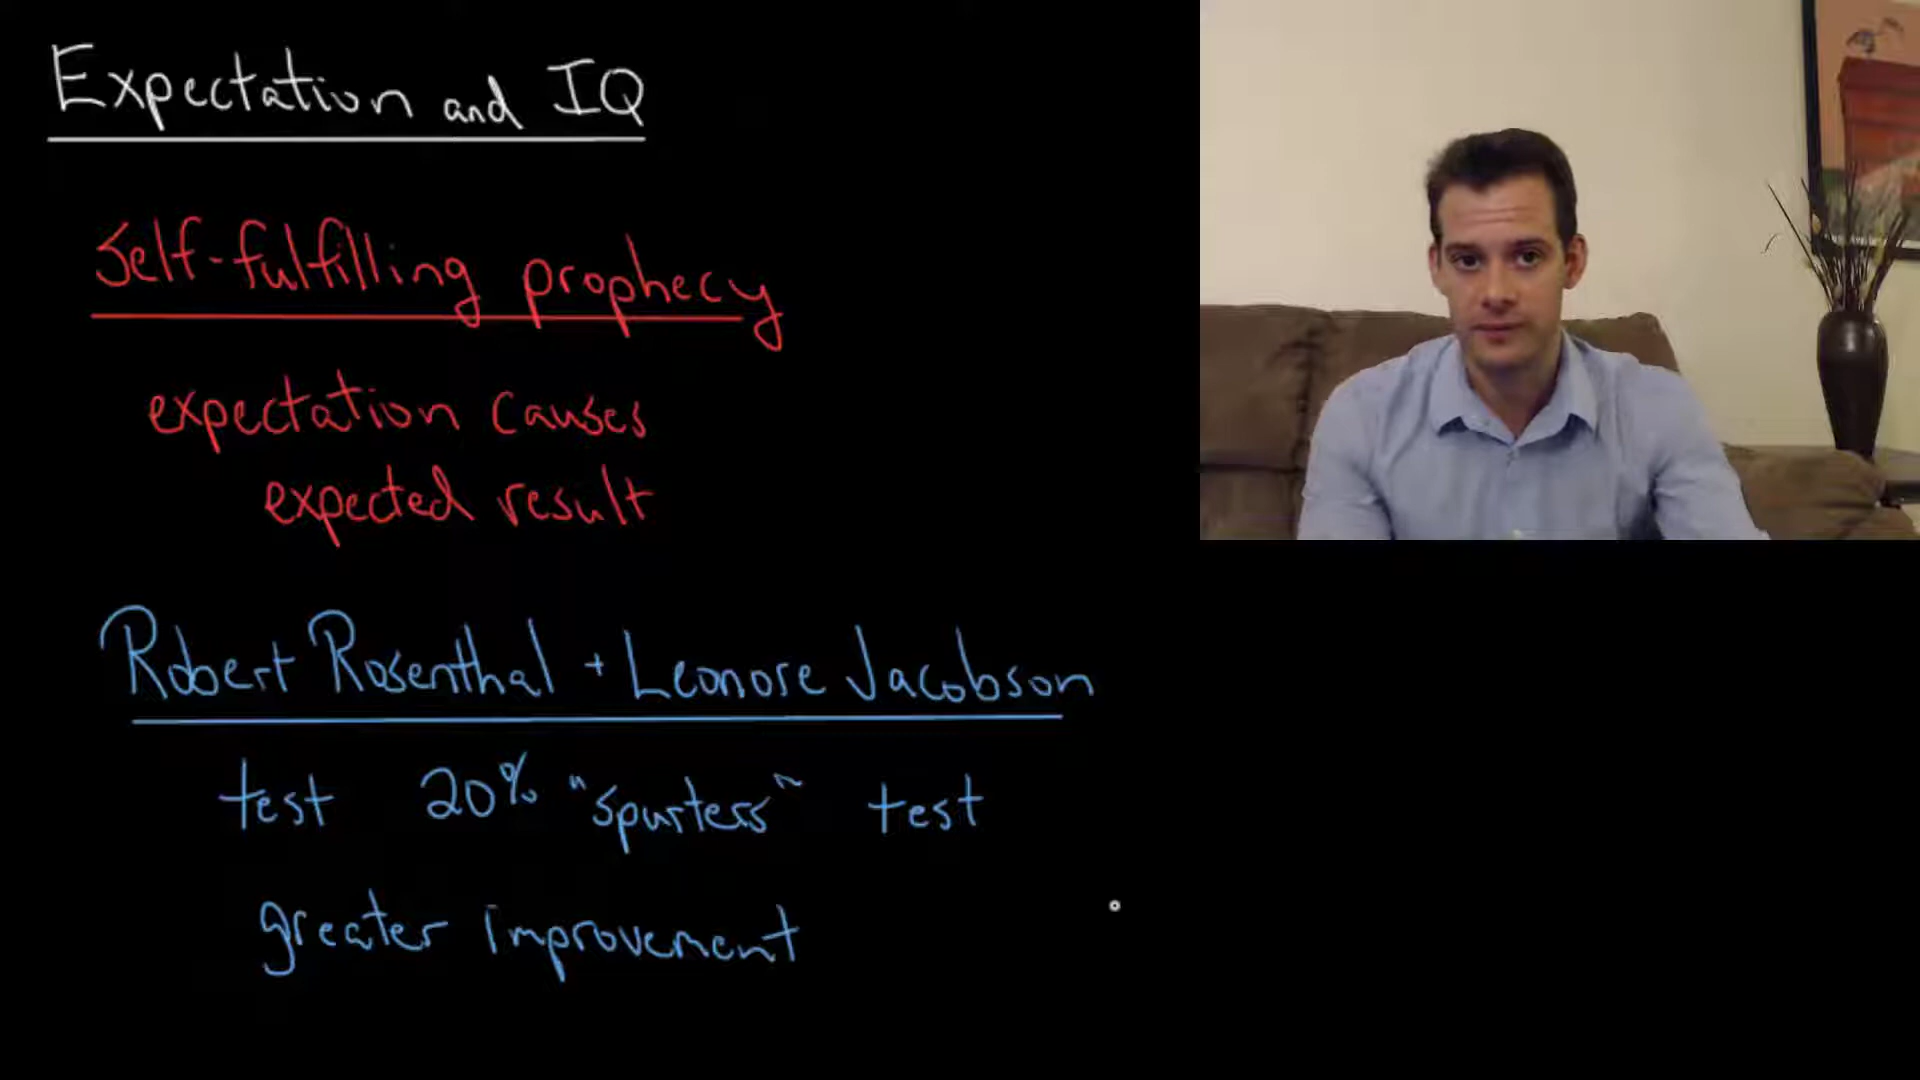 Expectation and IQ
Self-fulfilling prophecy
expectation causes
expected result
Robert Rosenthal + Leonore Jacobson
test 20% "spurters" test
greater improvement